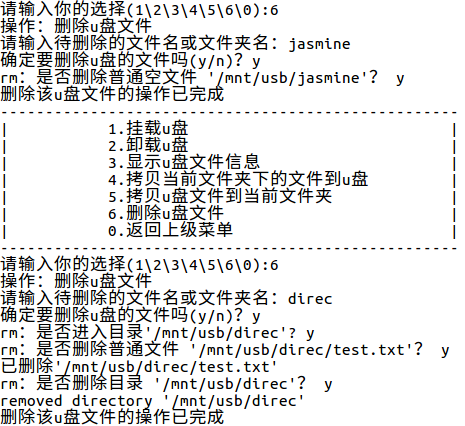 请输入你的选择(1\2\3\4\5\6\0):6
操作: 删除u盘文件
请输入待删除的文件名或文件夹名: jasmine
确定要删除u盘的文件吗(y/n)? y
rm: 是否删除普通空文件 '/mnt/usb/jasmine'? y
删除该u盘文件的操作已完成
---------------------------------------------------
| 1.挂载u盘 |
| 2.卸载u盘 |
| 3.显示u盘文件信息 |
| 4.拷贝当前文件夹下的文件到u盘 |
| 5.拷贝u盘文件到当前文件夹 |
| 6.删除u盘文件 |
| 0.返回上级菜单 |
---------------------------------------------------
请输入你的选择(1\2\3\4\5\6\0):6
操作: 删除u盘文件
请输入待删除的文件名或文件夹名: direc
确定要删除u盘的文件吗(y/n)? y
rm: 是否进入目录'/mnt/usb/direc'? y
rm: 是否删除普通文件 '/mnt/usb/direc/test.txt'? y
已删除'/mnt/usb/direc/test.txt'
rm: 是否删除目录 '/mnt/usb/direc'? y
removed directory '/mnt/usb/direc'
删除该u盘文件的操作已完成